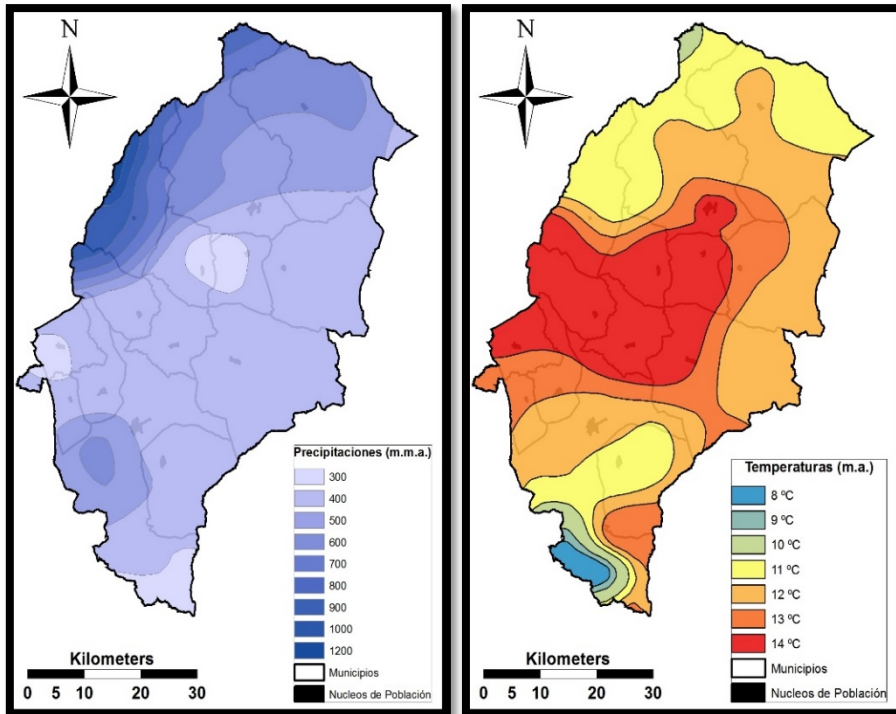 N
Precipitaciones (m.m.a.)
300
400
500
600
700
800
900
1000
1200
Municipios
Nucleos de Población
Kilometers
0 5 10 20 30
N
Temperaturas (m.a.)
8 ºC
9 ºC
10 ºC
11 ºC
12 ºC
13 ºC
14 ºC
Municipios
Nucleos de Población
Kilometers
0 5 10 20 30